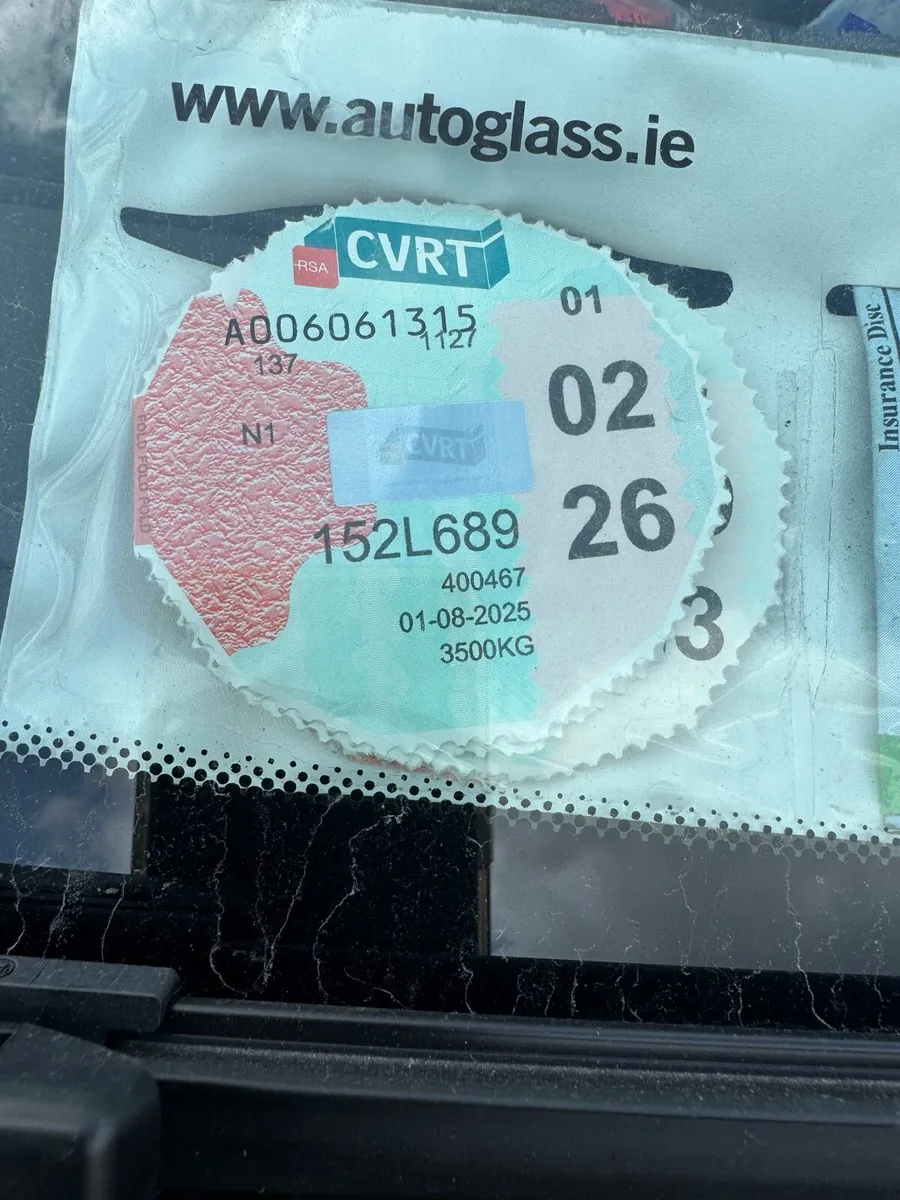 www.autoglass.ie
RSA
CVRT
01
A006061315
1127
137
02
N1
CVRT
26
152L689
400467
01-08-2025
3500KG
3
Insurance Disc